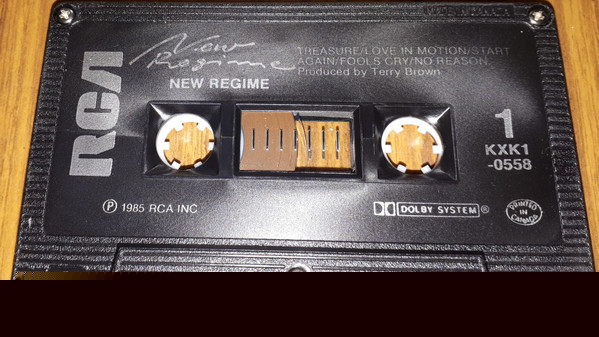 RCA
New
Regime
NEW REGIME
TREASURE/LOVE IN MOTION/START
AGAIN/FOOLS CRY/NO REASON
Produced by Terry Brown
1
KXK1
-0558
Ⓟ 1985 RCA INC
DOLBY SYSTEM®
PRINTED
IN
CANADA